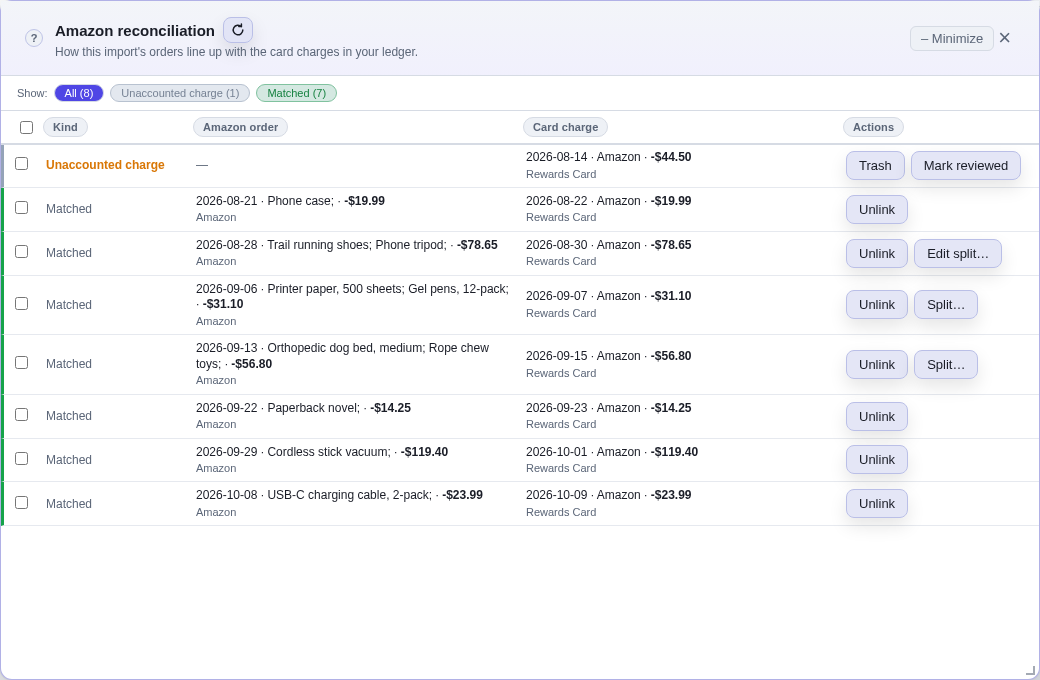 ?
Amazon reconciliation
How this import's orders line up with the card charges in your ledger.
– Minimize ×
Show: All (8) Unaccounted charge (1) Matched (7)
Kind Amazon order Card charge Actions
Unaccounted charge — 2026-08-14 · Amazon · -$44.50 Trash Mark reviewed
Rewards Card
Matched 2026-08-21 · Phone case; · -$19.99 2026-08-22 · Amazon · -$19.99 Unlink
Amazon Rewards Card
Matched 2026-08-28 · Trail running shoes; Phone tripod; · -$78.65 2026-08-30 · Amazon · -$78.65 Unlink Edit split…
Amazon Rewards Card
Matched 2026-09-06 · Printer paper, 500 sheets; Gel pens, 12-pack; 2026-09-07 · Amazon · -$31.10 Unlink Split…
· -$31.10 Rewards Card
Amazon
Matched 2026-09-13 · Orthopedic dog bed, medium; Rope chew 2026-09-15 · Amazon · -$56.80 Unlink Split…
toys; · -$56.80 Rewards Card
Amazon
Matched 2026-09-22 · Paperback novel; · -$14.25 2026-09-23 · Amazon · -$14.25 Unlink
Amazon Rewards Card
Matched 2026-09-29 · Cordless stick vacuum; · -$119.40 2026-10-01 · Amazon · -$119.40 Unlink
Amazon Rewards Card
Matched 2026-10-08 · USB-C charging cable, 2-pack; · -$23.99 2026-10-09 · Amazon · -$23.99 Unlink
Amazon Rewards Card